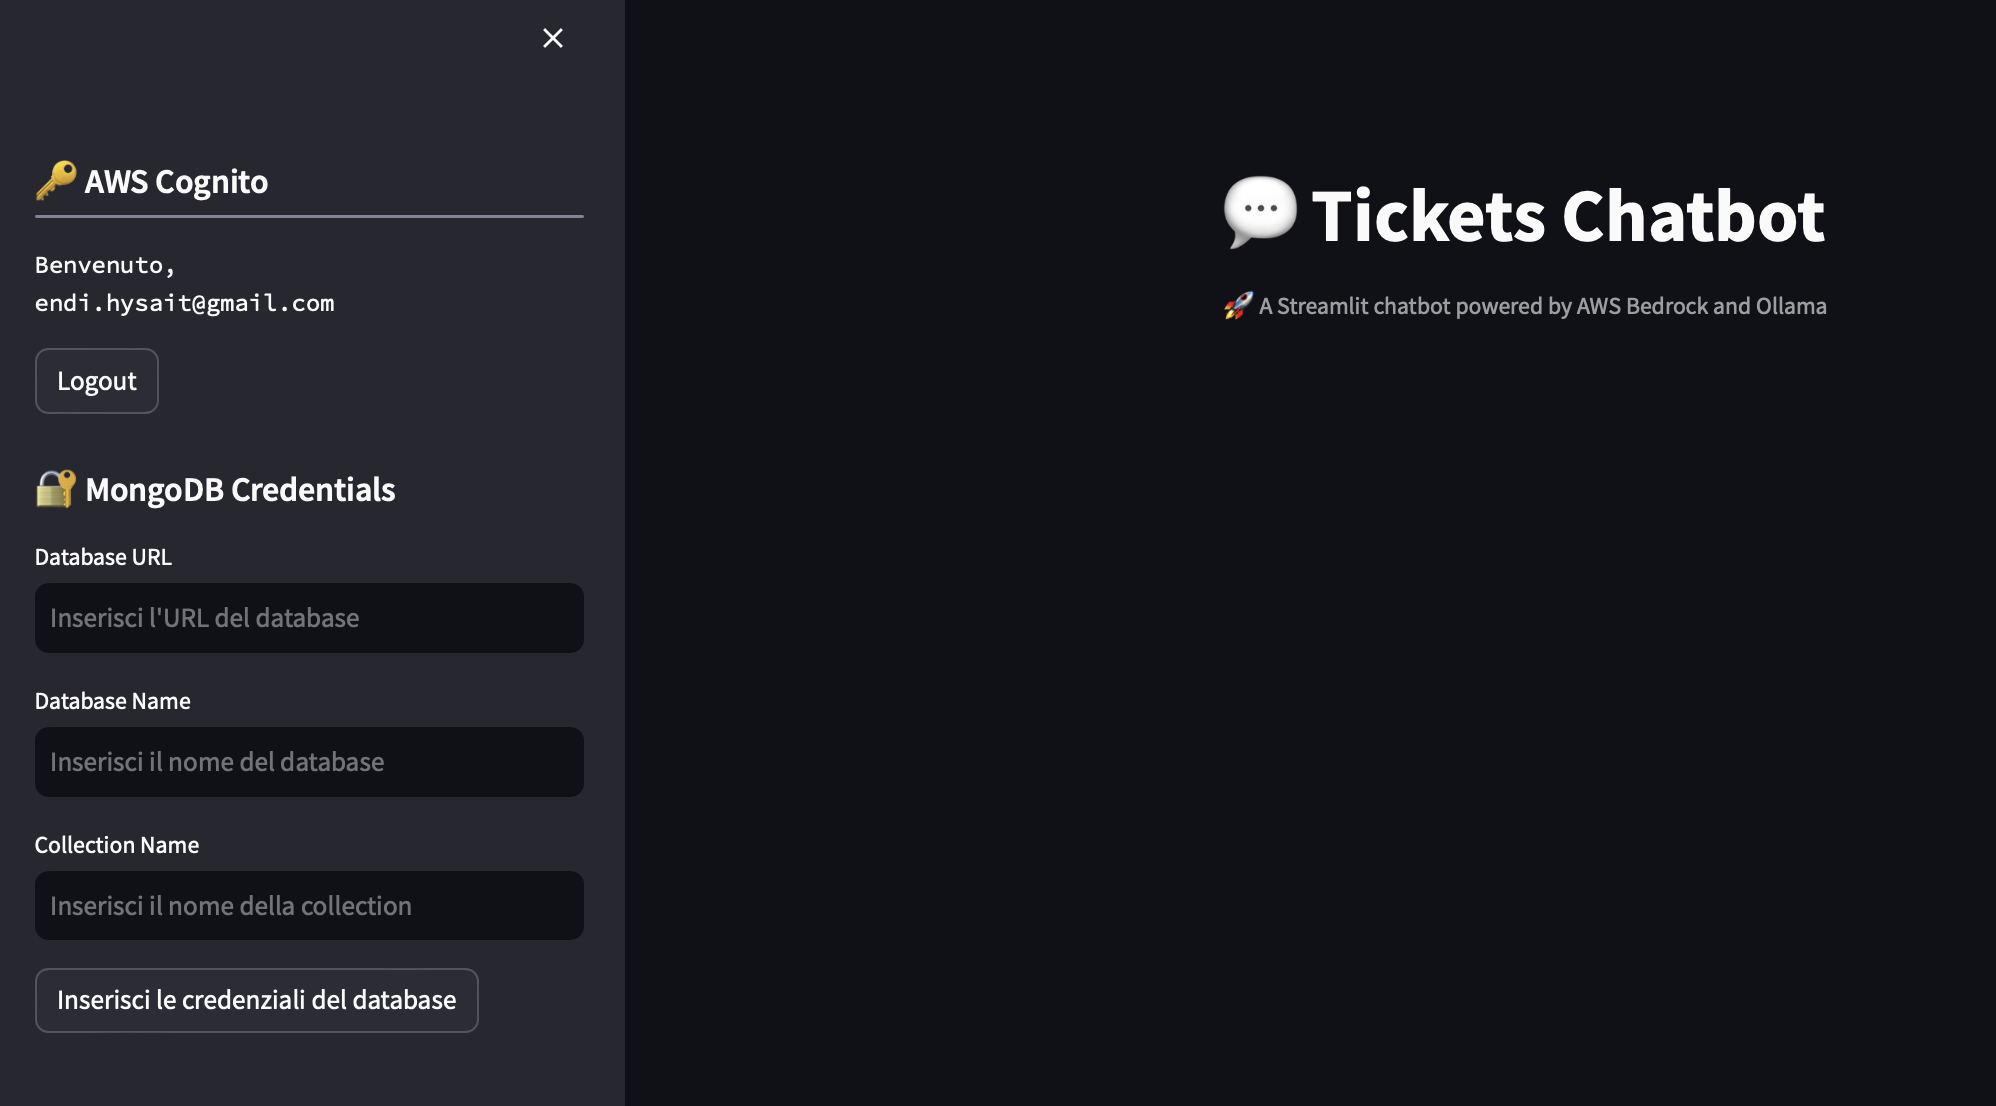 AWS Cognito
Benvenuto,
endi.hysait@gmail.com
Logout
MongoDB Credentials
Database URL
Inserisci l'URL del database
Database Name
Inserisci il nome del database
Collection Name
Inserisci il nome della collection
Inserisci le credenziali del database
Tickets Chatbot
A Streamlit chatbot powered by AWS Bedrock and Ollama